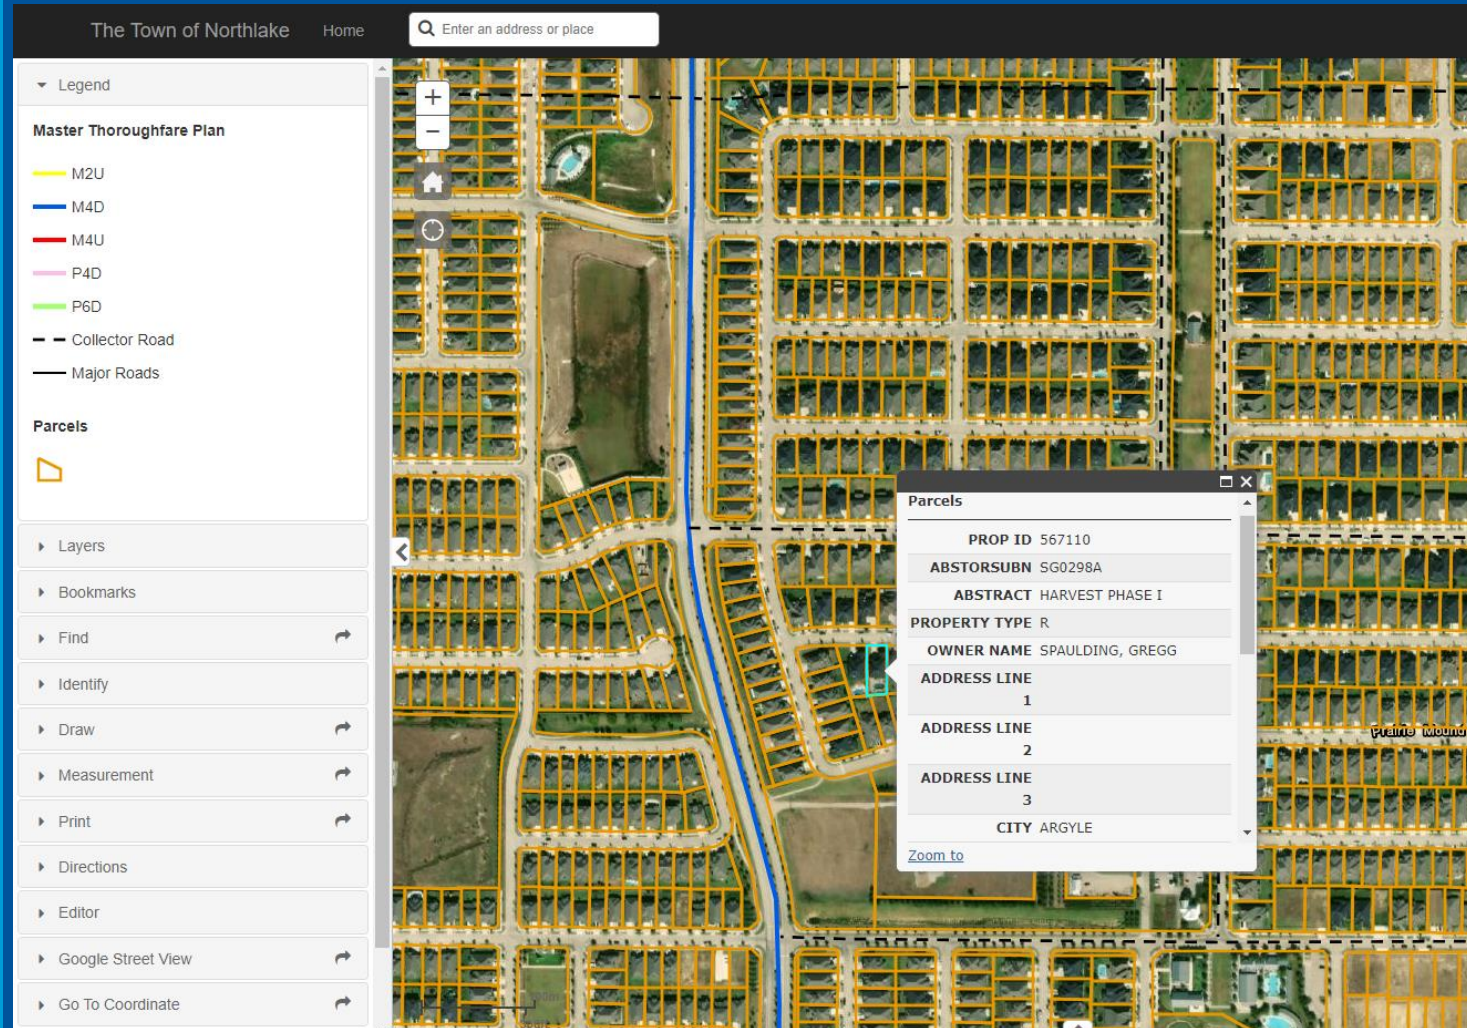 The Town of Northlake Home Enter an address or place
Legend
Master Thoroughfare Plan
M2U
M4D
M4U
P4D
P6D
Collector Road
Major Roads
Parcels
Layers
Bookmarks
Find
Identify
Draw
Measurement
Print
Directions
Editor
Google Street View
Go To Coordinate
+
−
Parcels
PROP ID 567110
ABSTORSUBN SG0298A
ABSTRACT HARVEST PHASE I
PROPERTY TYPE R
OWNER NAME SPAULDING, GREGG
ADDRESS LINE
1
ADDRESS LINE
2
ADDRESS LINE
3
CITY ARGYLE
Zoom to
Prairie Mound